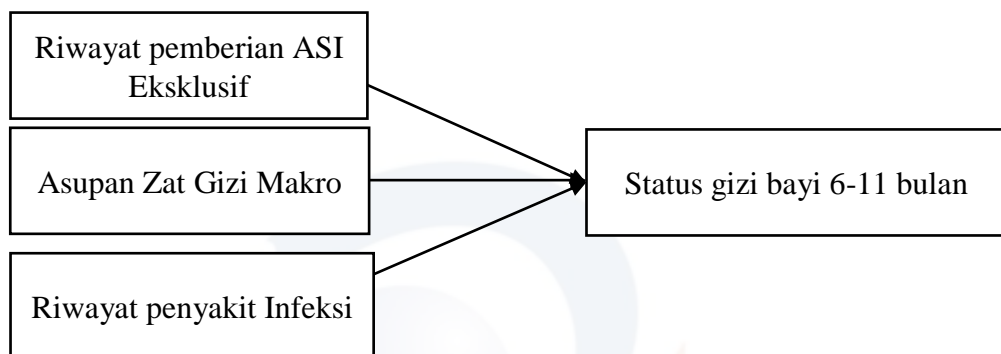 Riwayat pemberian ASI
Eksklusif
Asupan Zat Gizi Makro
Status gizi bayi 6-11 bulan
Riwayat penyakit Infeksi